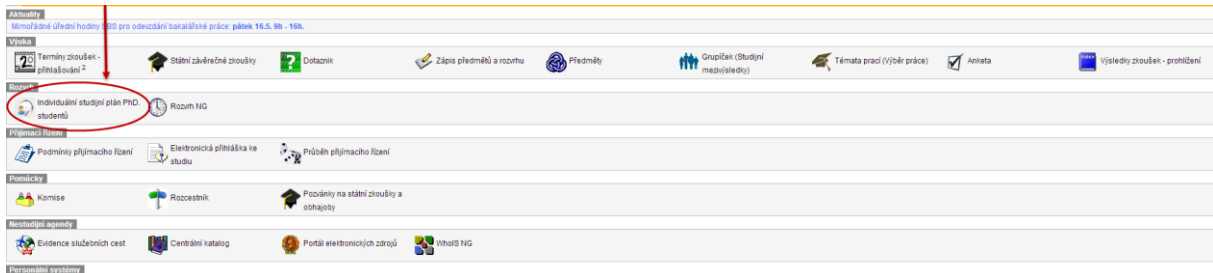 Aktuality
Mimořádné úřední hodiny SBS pro odevzdání bakalářské práce: pátek 16.5. 9h - 16h.
Výuka
Termíny zkoušek - přihlašování 2
Státní závěrečné zkoušky
Dotazník
Zápis předmětů a rozvrhu
Předměty
Grupíček (Studijní mezivýsledky)
Témata prací (Výběr práce)
Anketa
Výsledky zkoušek - prohlížení
Rozvrh
Individuální studijní plán PhD. studentů
Rozvrh NG
Přijímací řízení
Podmínky přijímacího řízení
Elektronická přihláška ke studiu
Průběh přijímacího řízení
Pomůcky
Komise
Rozcestník
Pozvánky na státní zkoušky a obhajoby
Nestudijní agendy
Evidence služebních cest
Centrální katalog
Portál elektronických zdrojů
WhoIS NG
Personální systémy